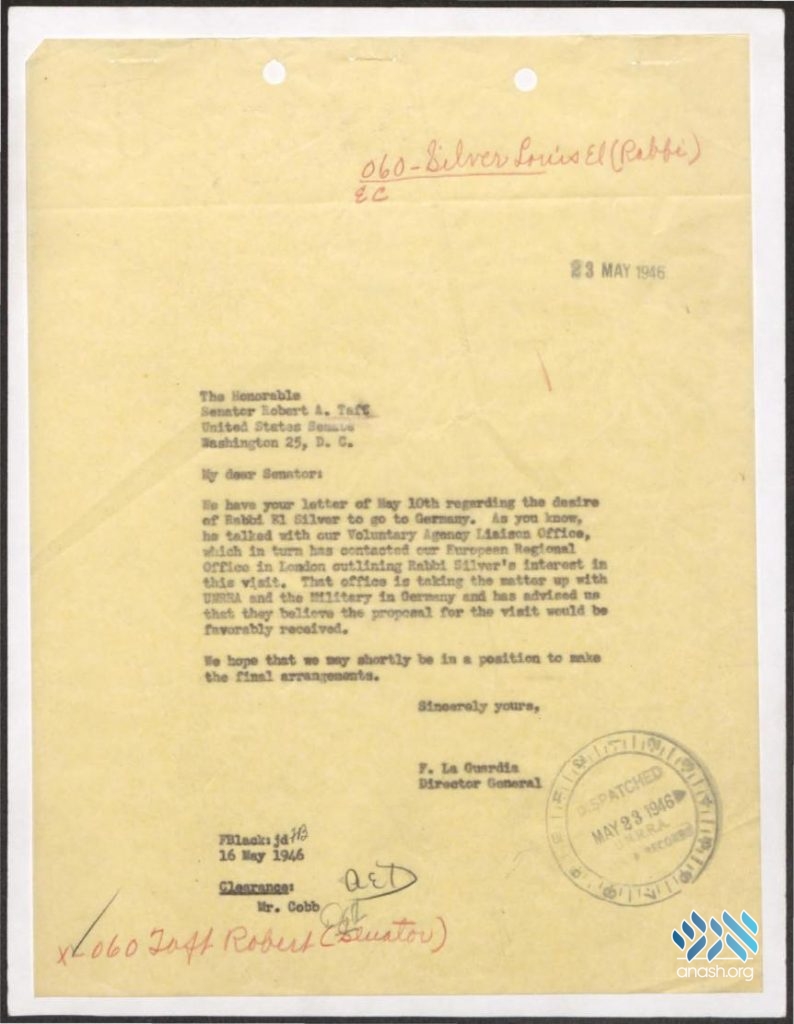 060-Silver Louis El (Rabbi)
EC
23 MAY 1946
The Honorable
Senator Robert A. Taft
United States Senate
Washington 25, D. C.
My dear Senator:
We have your letter of May 10th regarding the desire
of Rabbi El Silver to go to Germany. As you know,
he talked with our Voluntary Agency Liaison Office,
which in turn has contacted our European Regional
Office in London outlining Rabbi Silver's interest in
this visit. That office is taking the matter up with
UNRRA and the Military in Germany and has advised us
that they believe the proposal for the visit would be
favorably received.
We hope that we may shortly be in a position to make
the final arrangements.
Sincerely yours,
F. La Guardia
Director General
DISPATCHED
MAY 23 1946
U.N.R.R.A.
RECORDS
FBlack:jd FB
16 May 1946
Clearance:
Mr. Cobb
x-060 Taft Robert (Senator)
anash.org